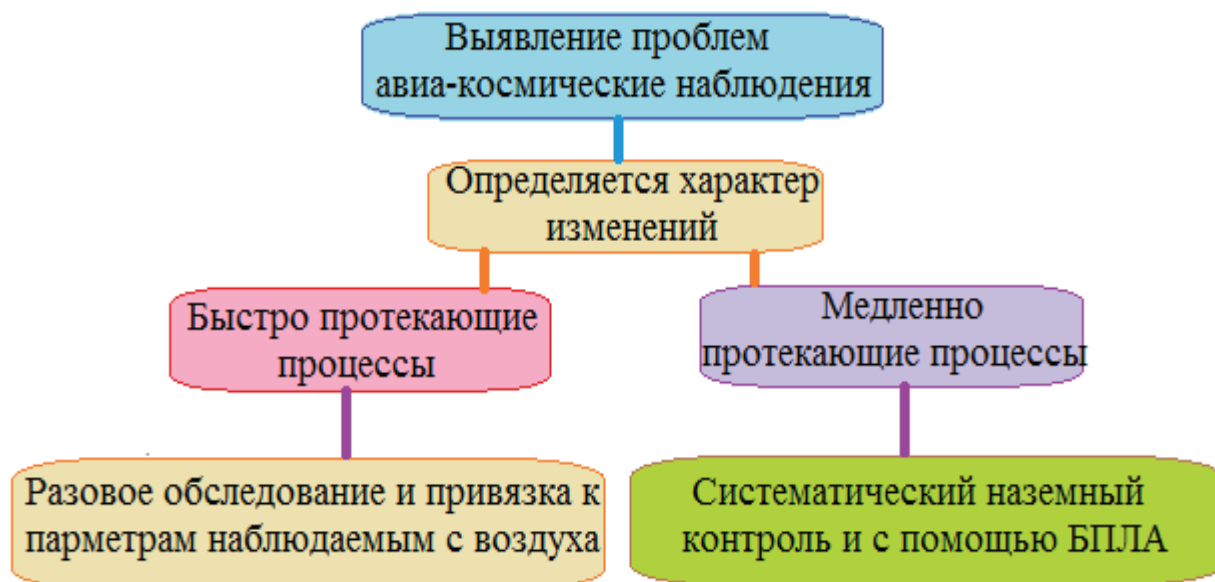 Выявление проблем
авиа-космические наблюдения
Определяется характер
изменений
Быстро протекающие
процессы
Медленно
протекающие процессы
Разовое обследование и привязка к
парметрам наблюдаемым с воздуха
Систематический наземный
контроль и с помощью БПЛА